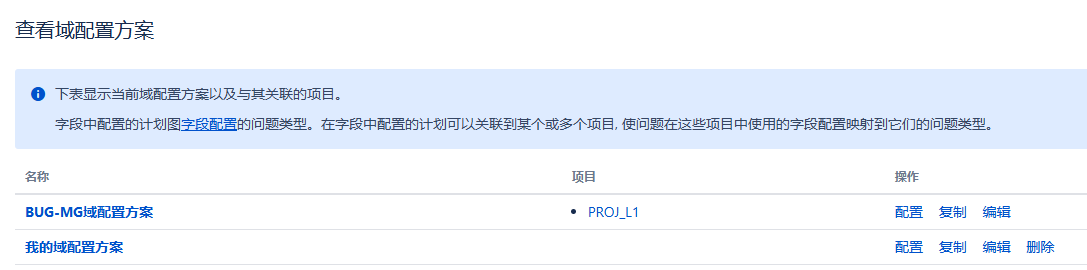 查看域配置方案
下表显示当前域配置方案以及与其关联的项目。
字段中配置的计划图字段配置的问题类型。在字段中配置的计划可以关联到某个或多个项目, 使问题在这些项目中使用的字段配置映射到它们的问题类型。
名称 项目 操作
BUG-MG域配置方案 • PROJ_L1 配置 复制 编辑
我的域配置方案 配置 复制 编辑 删除